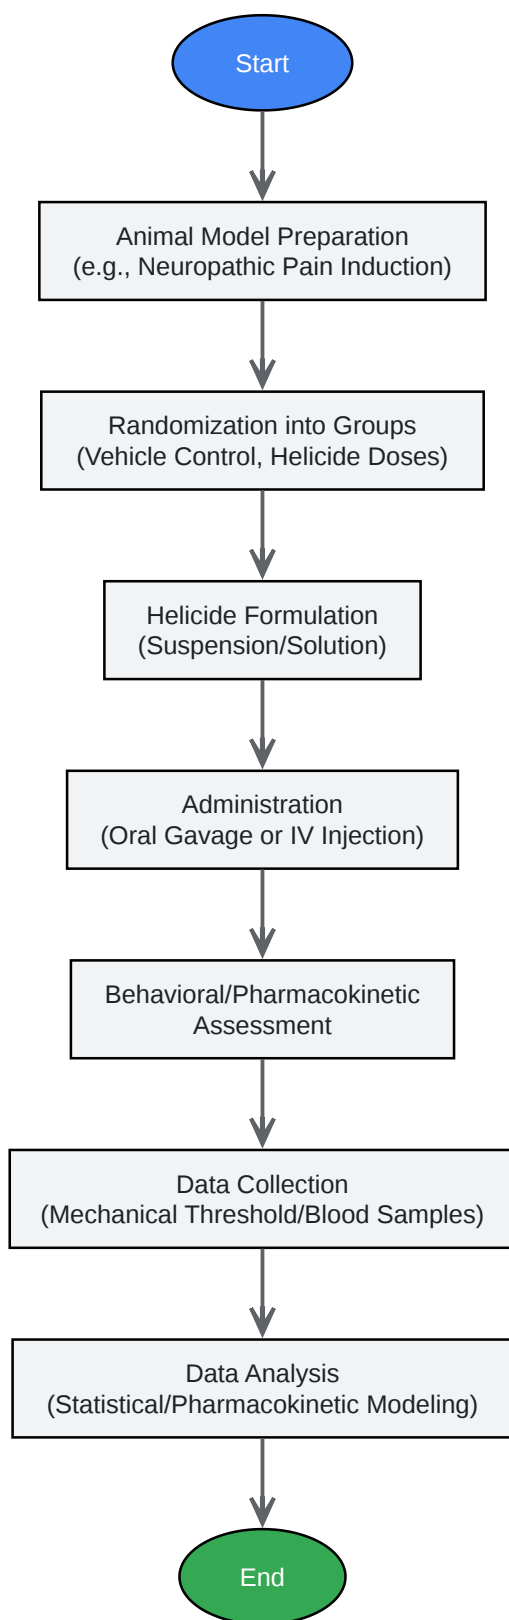 Start
Animal Model Preparation
(e.g., Neuropathic Pain Induction)
Randomization into Groups
(Vehicle Control, Helicide Doses)
Helicide Formulation
(Suspension/Solution)
Administration
(Oral Gavage or IV Injection)
Behavioral/Pharmacokinetic
Assessment
Data Collection
(Mechanical Threshold/Blood Samples)
Data Analysis
(Statistical/Pharmacokinetic Modeling)
End